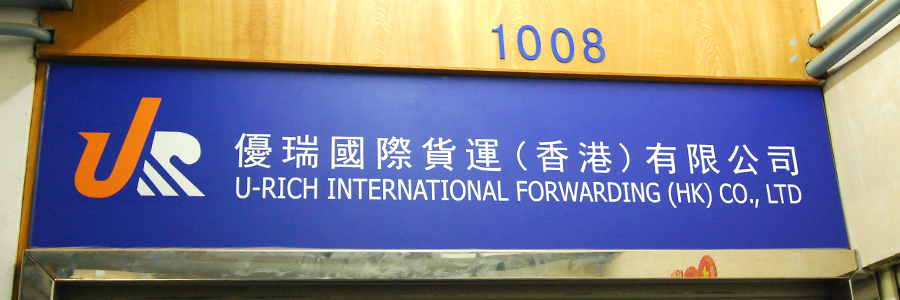 1008
UR
優瑞國際貨運(香港)有限公司
U-RICH INTERNATIONAL FORWARDING (HK) CO., LTD